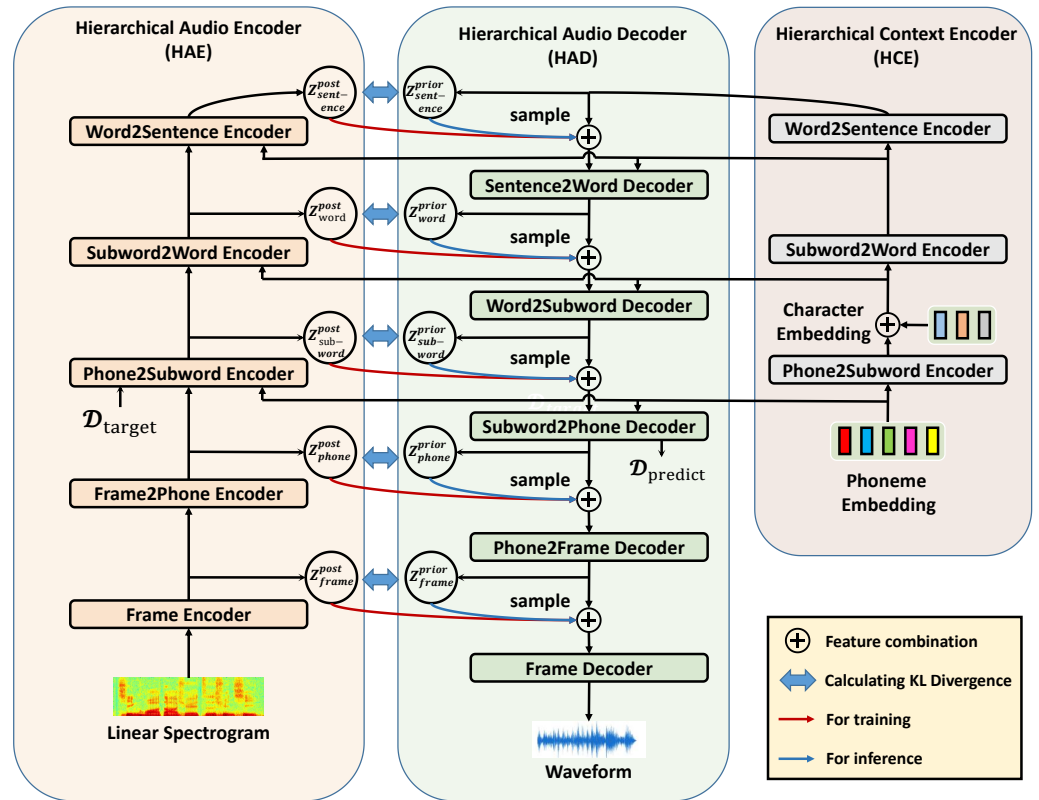 Hierarchical Audio Encoder
(HAE)
Hierarchical Audio Decoder
(HAD)
Hierarchical Context Encoder
(HCE)
Z^{post}_{sent-ence}
Z^{prior}_{sent-ence}
sample
Word2Sentence Encoder
Word2Sentence Encoder
Sentence2Word Decoder
Z^{post}_{word}
Z^{prior}_{word}
sample
Subword2Word Encoder
Subword2Word Encoder
Word2Subword Decoder
Character
Embedding
Z^{post}_{sub-word}
Z^{prior}_{sub-word}
sample
Phone2Subword Encoder
Phone2Subword Encoder
D_{target}
Subword2Phone Decoder
D_{predict}
Z^{post}_{phone}
Z^{prior}_{phone}
sample
Phoneme
Embedding
Frame2Phone Encoder
Phone2Frame Decoder
Z^{post}_{frame}
Z^{prior}_{frame}
sample
Frame Encoder
Frame Decoder
Linear Spectrogram
Waveform
Feature combination
Calculating KL Divergence
For training
For inference